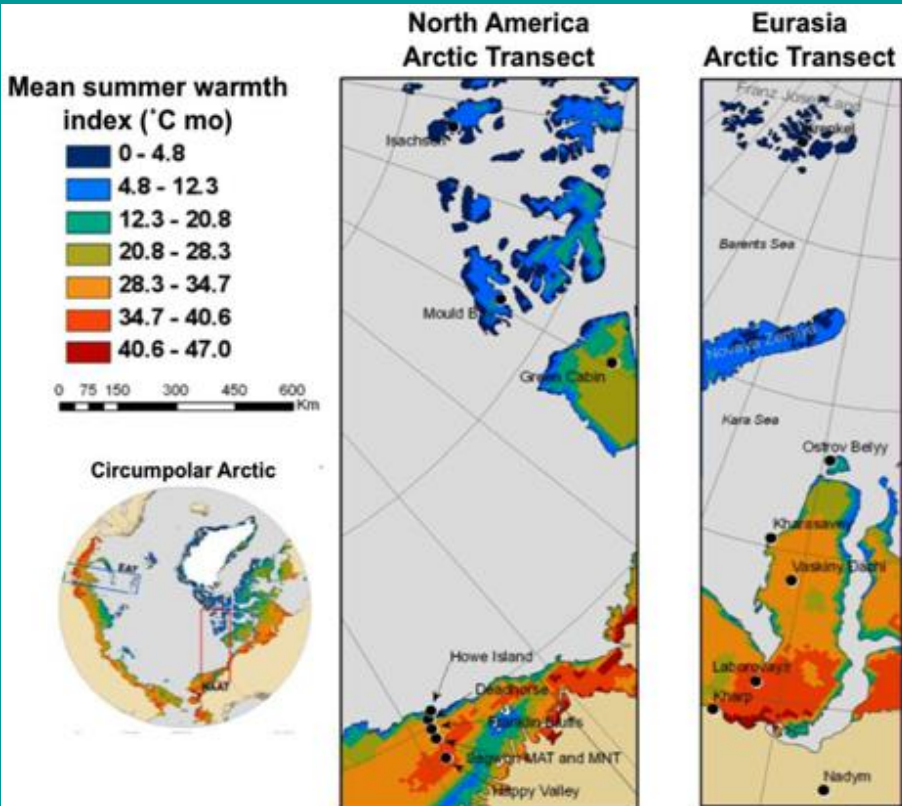 North America
Arctic Transect
Eurasia
Arctic Transect
Mean summer warmth
index (˚C mo)
0 - 4.8
4.8 - 12.3
12.3 - 20.8
20.8 - 28.3
28.3 - 34.7
34.7 - 40.6
40.6 - 47.0
0 75 150 300 450 600
Km
Circumpolar Arctic
EAT
NAAT
Isachsen
Mould B
Green Cabin
Howe Island
Deadhorse
Franklin Bluffs
Sagwon MAT and MNT
Happy Valley
Franz Josef Land
Krenkel
Barents Sea
Novaya Zemlya
Kara Sea
Ostrov Belyy
Kharasavey
Vaskiny Dachi
Laborovaya
Kharp
Nadym